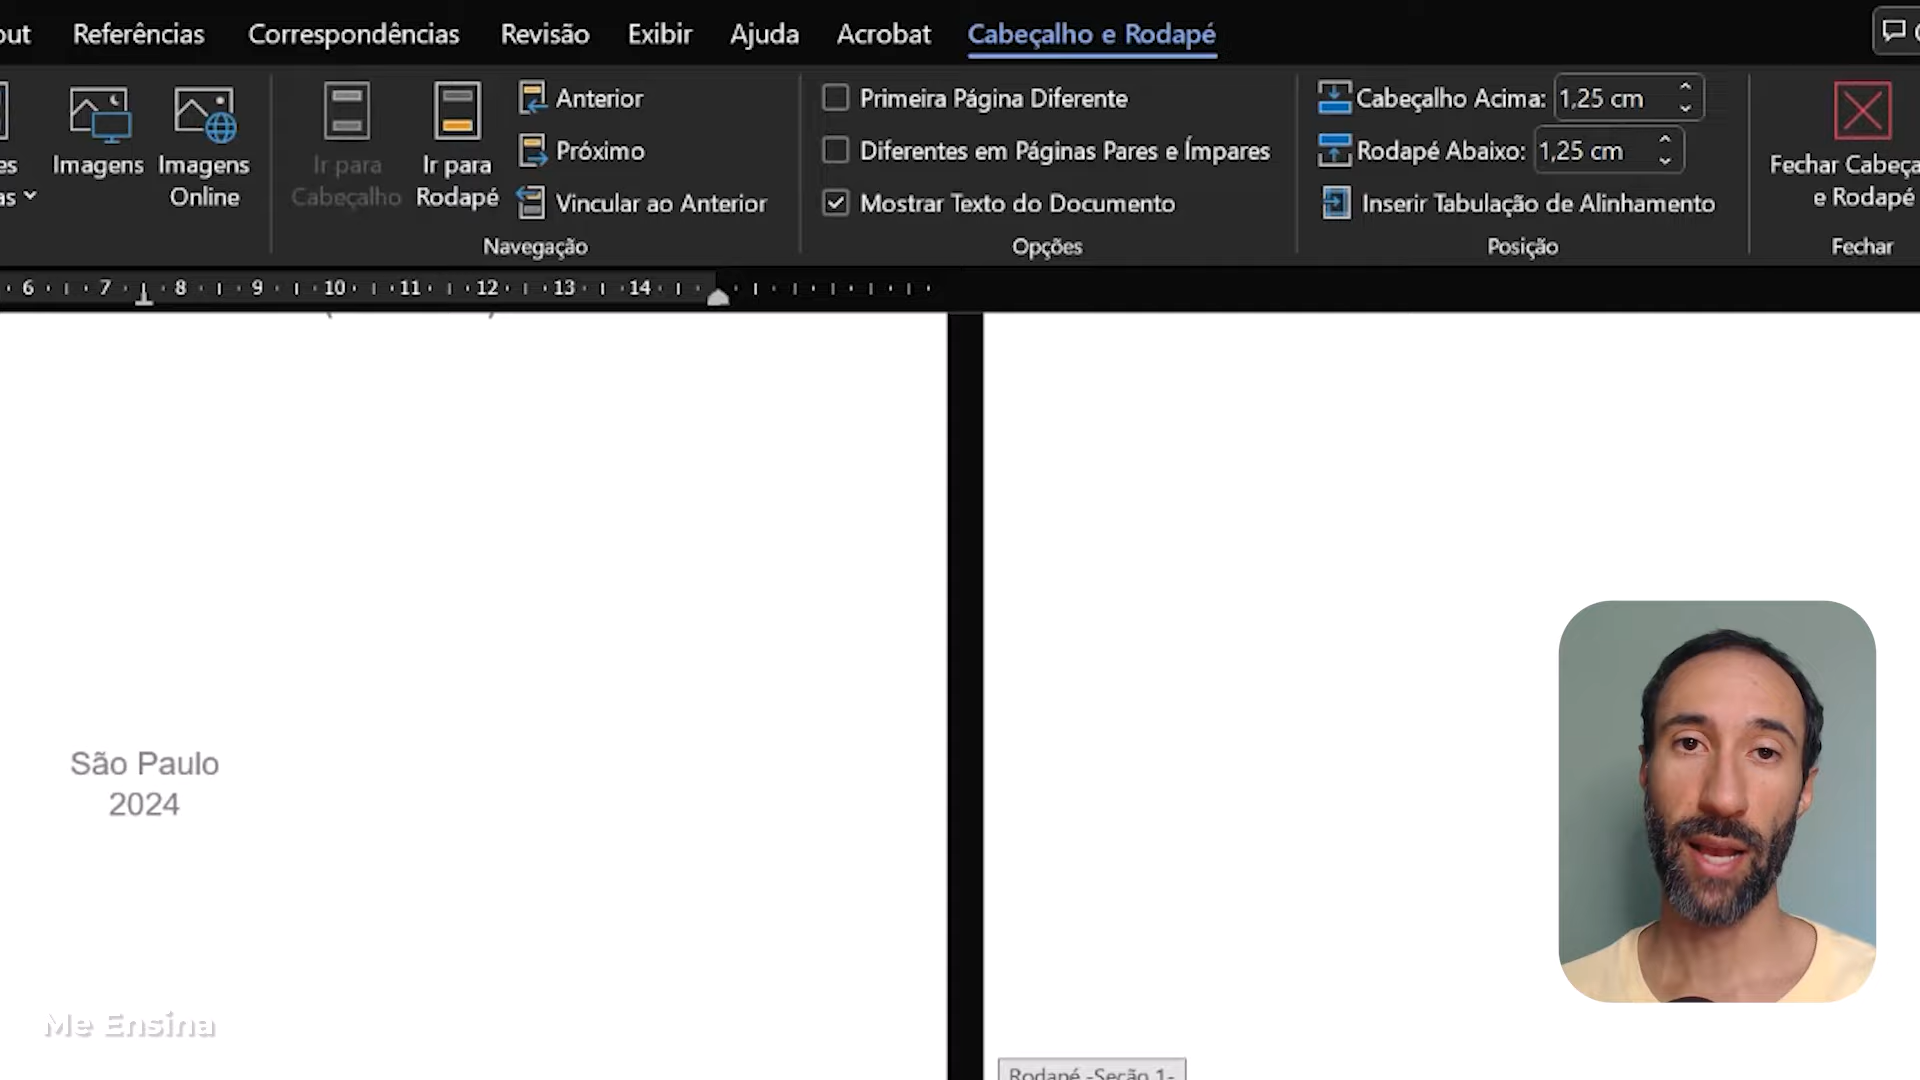 Referências Correspondências Revisão Exibir Ajuda Acrobat Cabeçalho e Rodapé
Imagens
Imagens Online
Ir para Cabeçalho
Ir para Rodapé
Anterior
Próximo
Vincular ao Anterior
Navegação
Primeira Página Diferente
Diferentes em Páginas Pares e Ímpares
Mostrar Texto do Documento
Opções
Cabeçalho Acima: 1,25 cm
Rodapé Abaixo: 1,25 cm
Inserir Tabulação de Alinhamento
Posição
Fechar Cabeça
e Rodapé
Fechar
6 7 8 9 10 11 12 13 14
São Paulo
2024
Me Ensina
Rodapé -Seção 1-